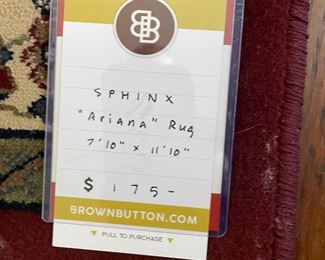 BB
SPHINX
"Ariana" Rug
7'10" x 11'10"
$175-
BROWNBUTTON.COM
PULL TO PURCHASE